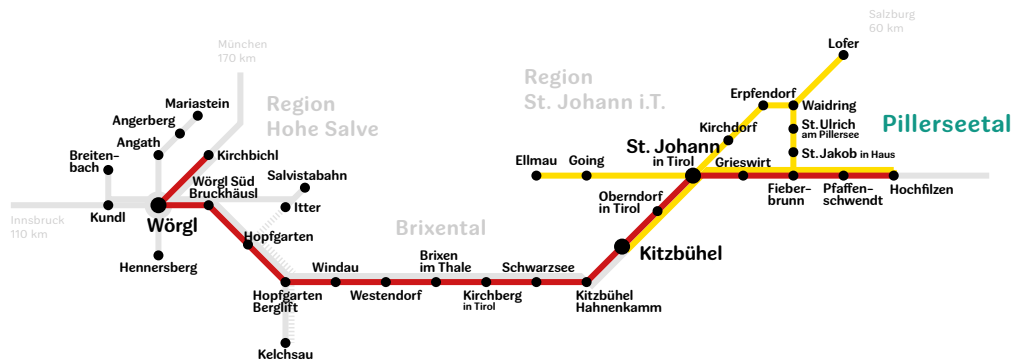 Salzburg
60 km
Lofer
München
170 km
Region
St. Johann i.T.
Erpfendorf
Waidring
Mariastein
Region
Hohe Salve
Angerberg
Kirchdorf
St. Ulrich
am Pillersee
Pillerseetal
Angath
Breiten-
bach
Kirchbichl
St. Johann
in Tirol
St. Jakob in Haus
Ellmau
Going
Grieswirt
Salvistabahn
Wörgl Süd
Bruckhäusl
Fieber-
brunn
Pfaffen-
schwendt
Hochfilzen
Oberndorf
in Tirol
Itter
Innsbruck
110 km
Kundl
Wörgl
Brixental
Hopfgarten
Kitzbühel
Hennersberg
Windau
Brixen
im Thale
Schwarzsee
Hopfgarten
Berglift
Westendorf
Kirchberg
in Tirol
Kitzbühel
Hahnenkamm
Kelchsau